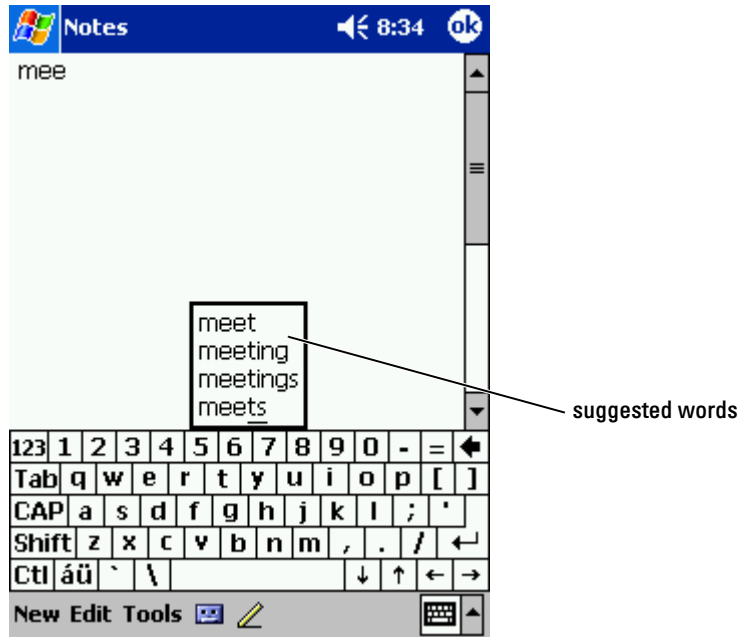 Notes 8:34 ok
mee
meet
meeting
meetings
meets
suggested words
123 1 2 3 4 5 6 7 8 9 0 - =
Tab q w e r t y u i o p [ ]
CAP a s d f g h j k l ; '
Shift z x c v b n m , . / ↵
Ctl áü ` \ ↓ ↑ ← →
New Edit Tools